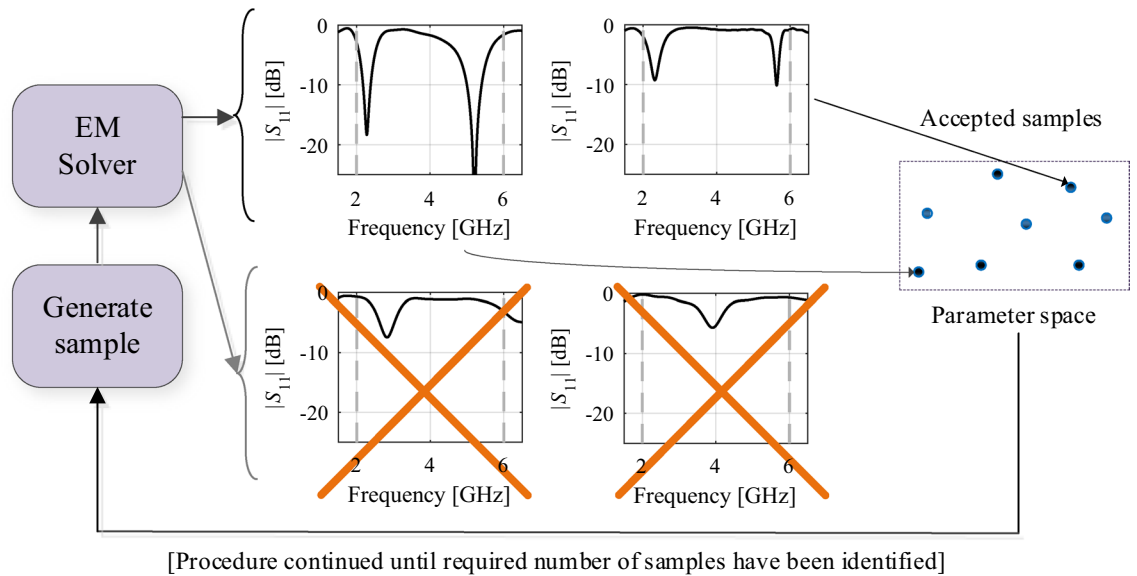 EM
Solver
Generate
sample
0
-10
-20
|S11| [dB]
2 4 6
Frequency [GHz]
0
-10
-20
|S11| [dB]
2 4 6
Frequency [GHz]
Accepted samples
Parameter space
0
-10
-20
|S11| [dB]
2 4 6
Frequency [GHz]
0
-10
-20
|S11| [dB]
2 4 6
Frequency [GHz]
[Procedure continued until required number of samples have been identified]